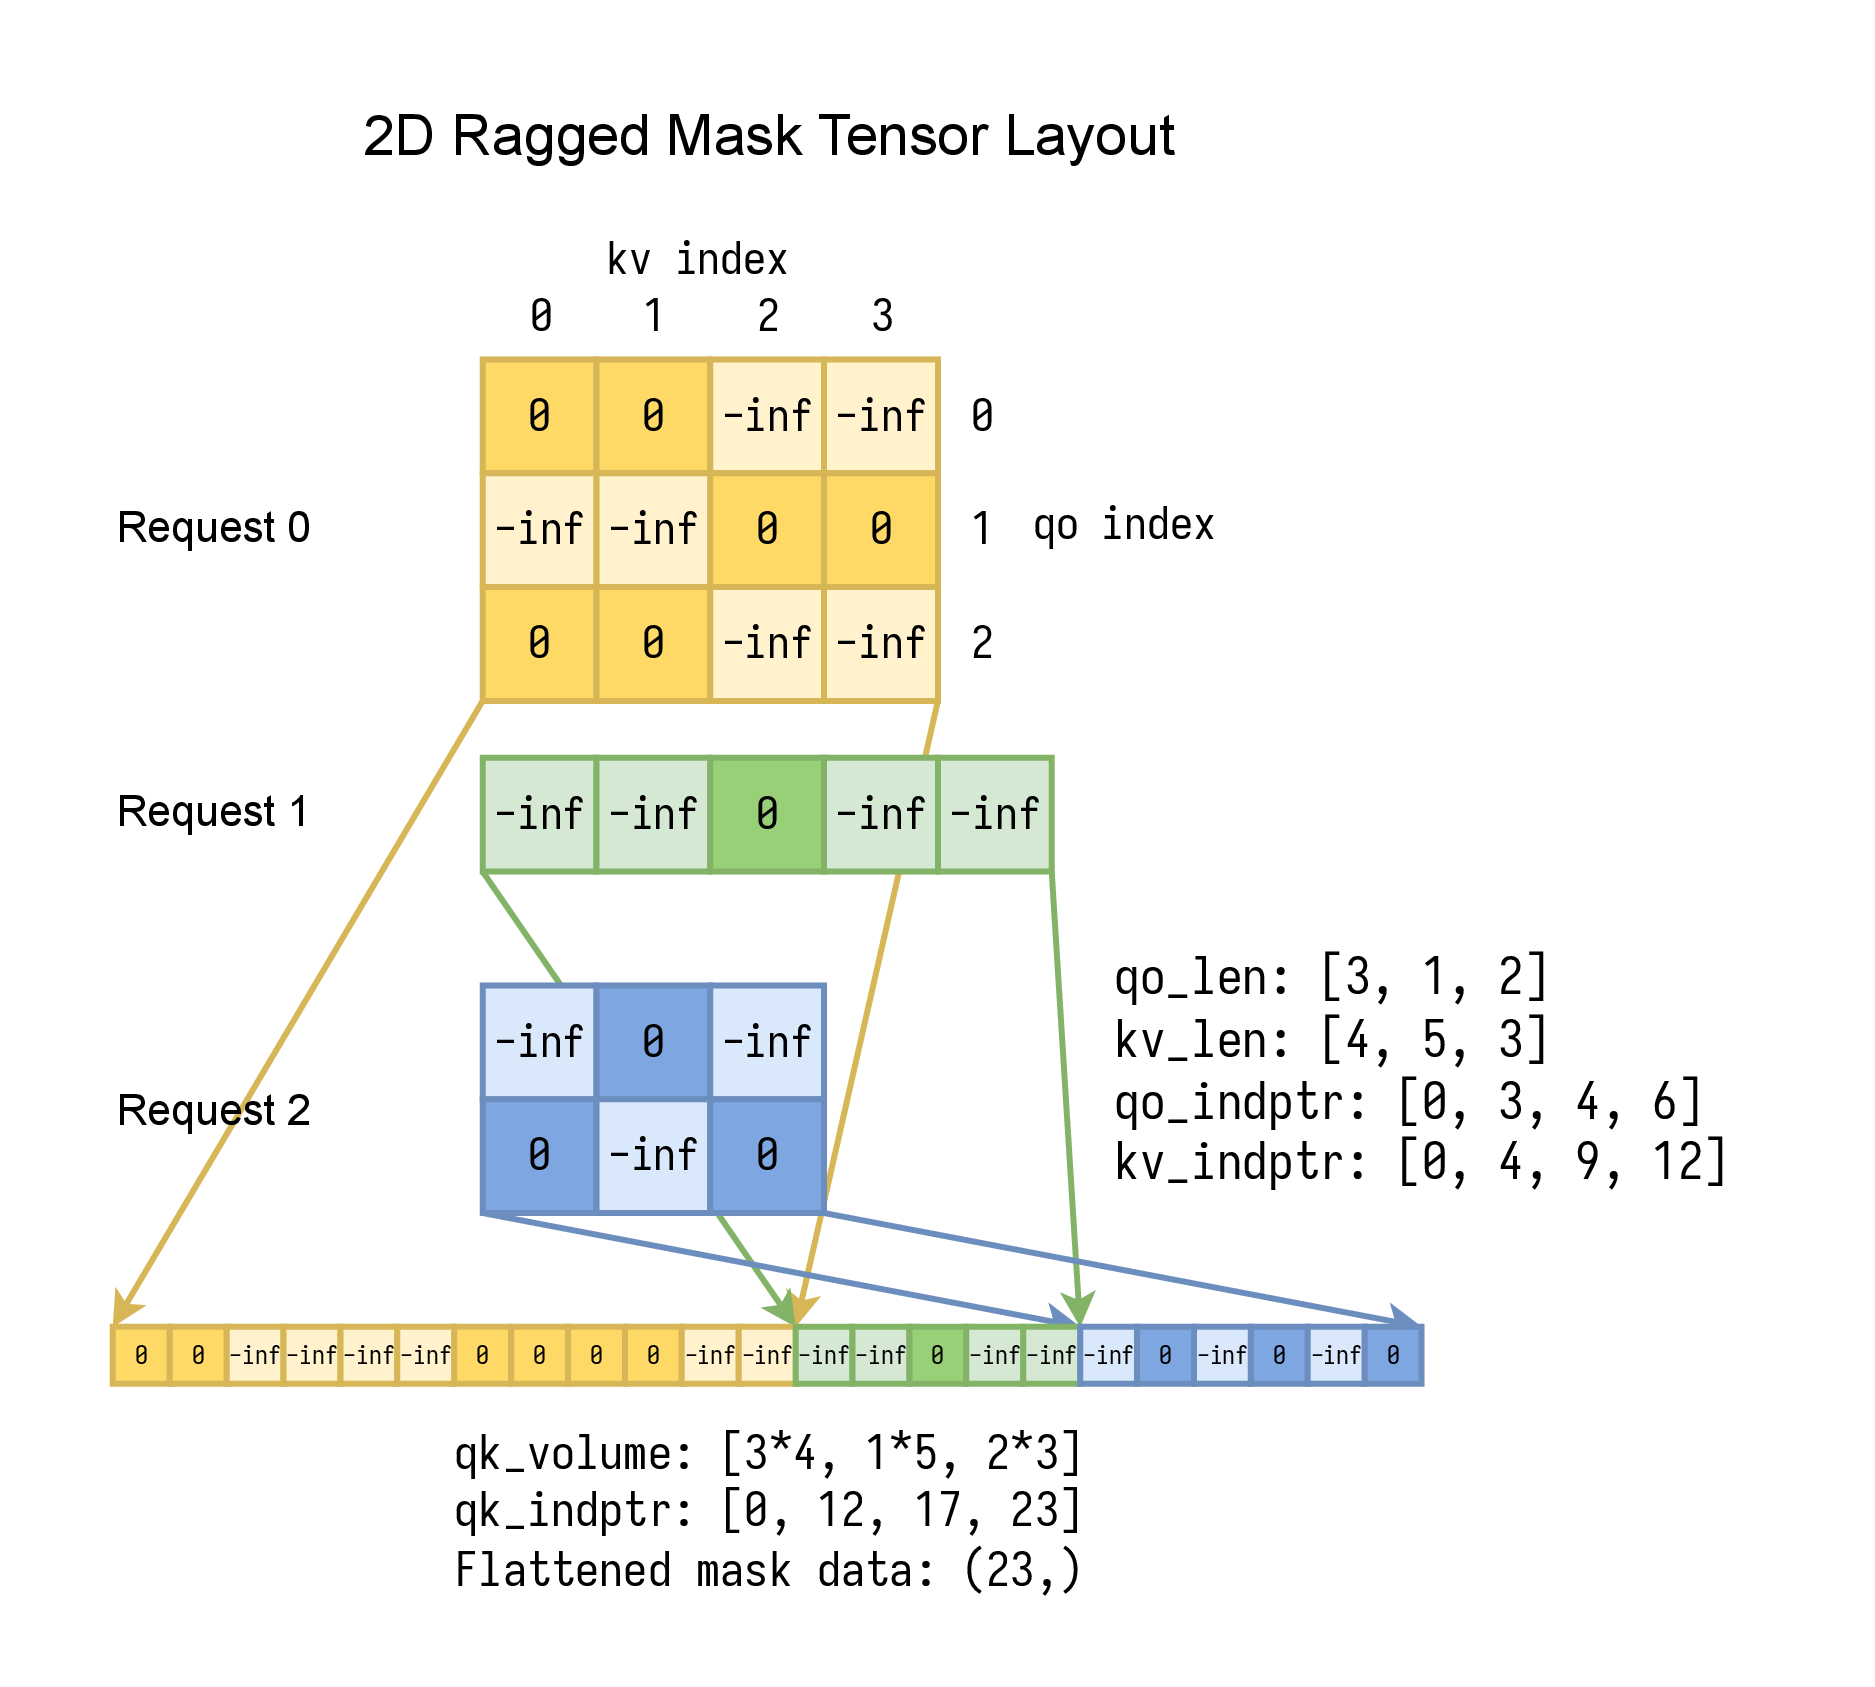 2D Ragged Mask Tensor Layout
kv index
0 1 2 3
0 0 -inf -inf 0
Request 0 -inf -inf 0 0 1 qo index
0 0 -inf -inf 2
Request 1 -inf -inf 0 -inf -inf
-inf 0 -inf
Request 2
0 -inf 0
qo_len: [3, 1, 2]
kv_len: [4, 5, 3]
qo_indptr: [0, 3, 4, 6]
kv_indptr: [0, 4, 9, 12]
0 0 -inf -inf -inf -inf 0 0 0 0 -inf -inf -inf -inf 0 -inf -inf -inf 0 -inf 0 -inf 0
qk_volume: [3*4, 1*5, 2*3]
qk_indptr: [0, 12, 17, 23]
Flattened mask data: (23,)